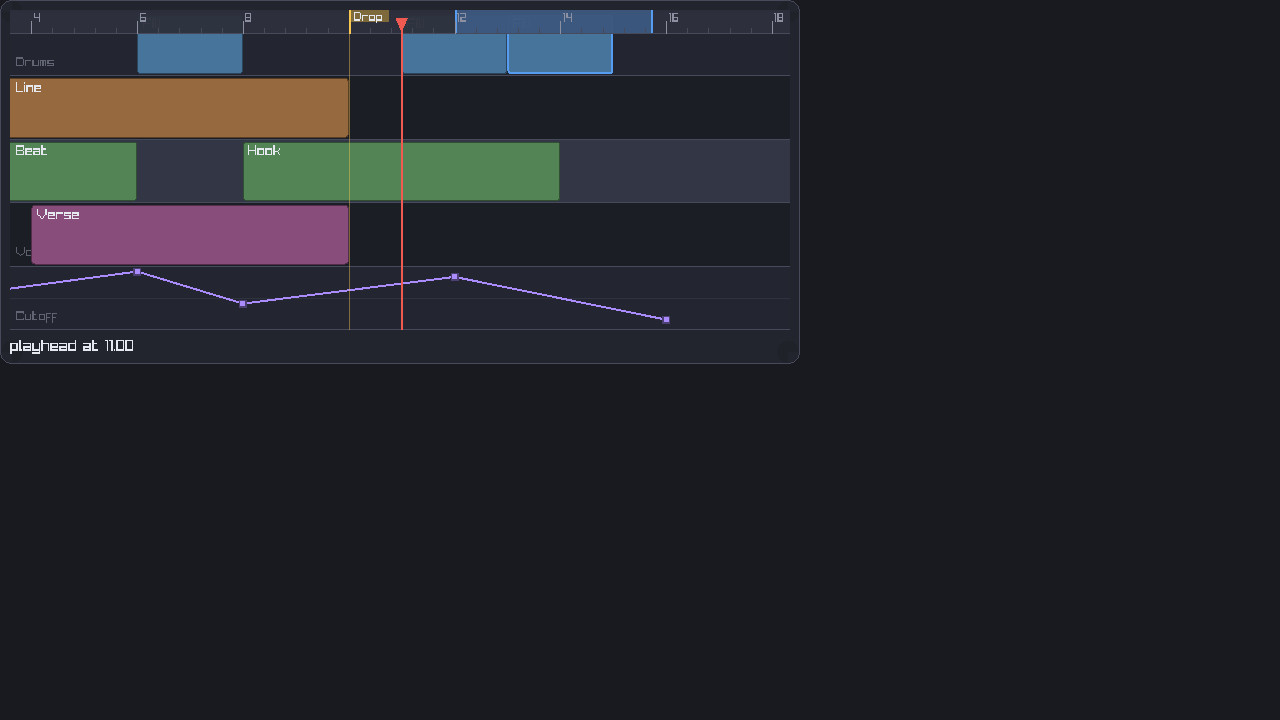 4 6 8 Drop 12 14 16 18
Drums
Line
Beat Hook
Verse
Cutoff
playhead at 11.00